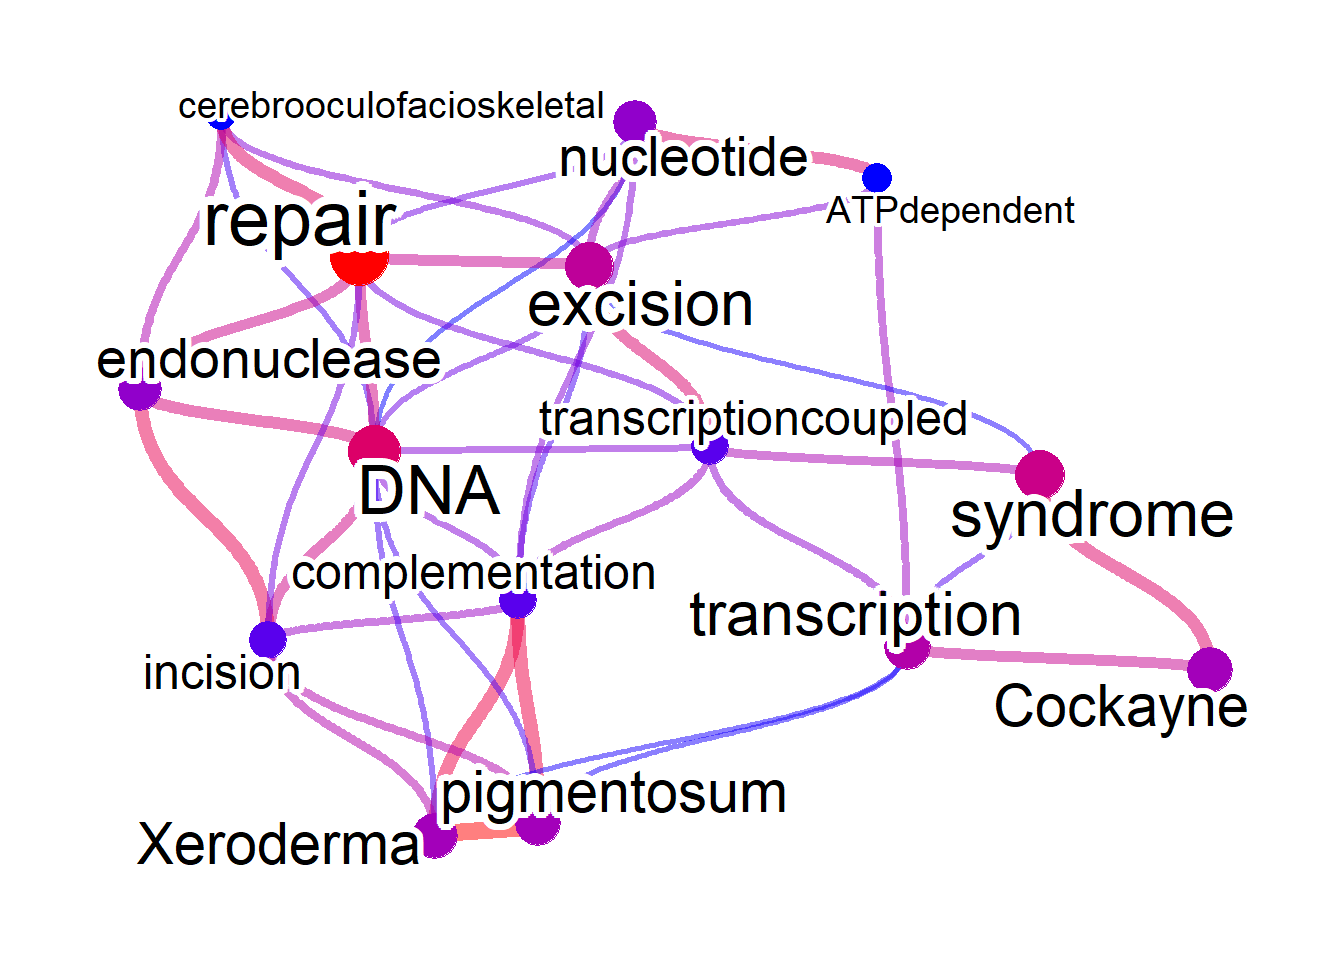 cerebrooculofacioskeletal
nucleotide
ATPdependent
repair
excision
endonuclease
transcriptioncoupled
DNA
syndrome
complementation
transcription
incision
Cockayne
pigmentosum
Xeroderma